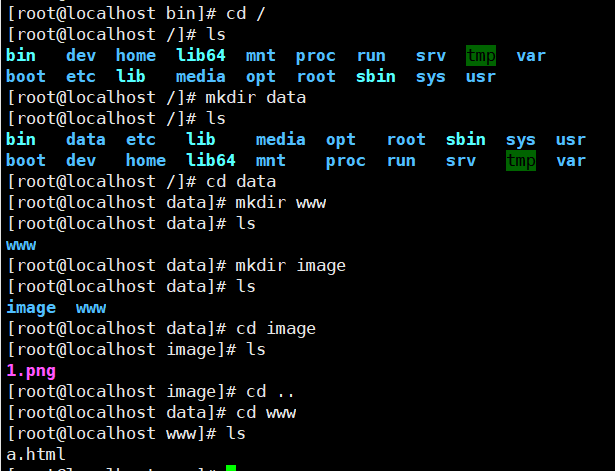 [root@localhost bin]# cd /
[root@localhost /]# ls
bin dev home lib64 mnt proc run srv tmp var
boot etc lib media opt root sbin sys usr
[root@localhost /]# mkdir data
[root@localhost /]# ls
bin data etc lib media opt root sbin sys usr
boot dev home lib64 mnt proc run srv tmp var
[root@localhost /]# cd data
[root@localhost data]# mkdir www
[root@localhost data]# ls
www
[root@localhost data]# mkdir image
[root@localhost data]# ls
image www
[root@localhost data]# cd image
[root@localhost image]# ls
1.png
[root@localhost image]# cd ..
[root@localhost data]# cd www
[root@localhost www]# ls
a.html
[root@localhost www]#